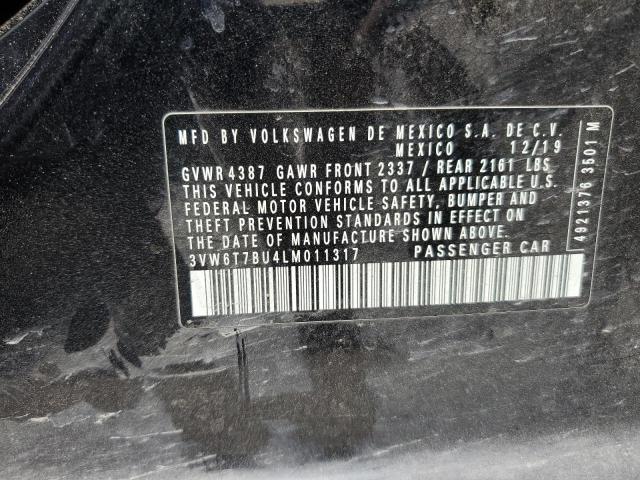 MFD BY VOLKSWAGEN DE MEXICO S.A. DE C.V.
MEXICO 12/19
GVWR 4387 GAWR FRONT 2337 / REAR 2161 LBS
THIS VEHICLE CONFORMS TO ALL APPLICABLE U.S.
FEDERAL MOTOR VEHICLE SAFETY, BUMPER AND
THEFT PREVENTION STANDARDS IN EFFECT ON
THE DATE OF MANUFACTURE SHOWN ABOVE.
3VW6T7BU4LM011317 PASSENGER CAR
4921376 3501 M